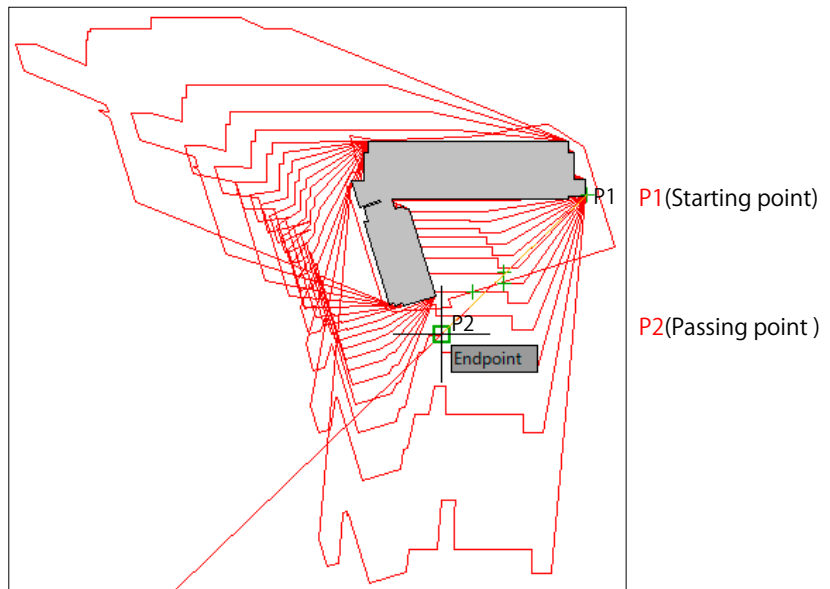 P1
P1(Starting point)
P2
P2(Passing point )
Endpoint